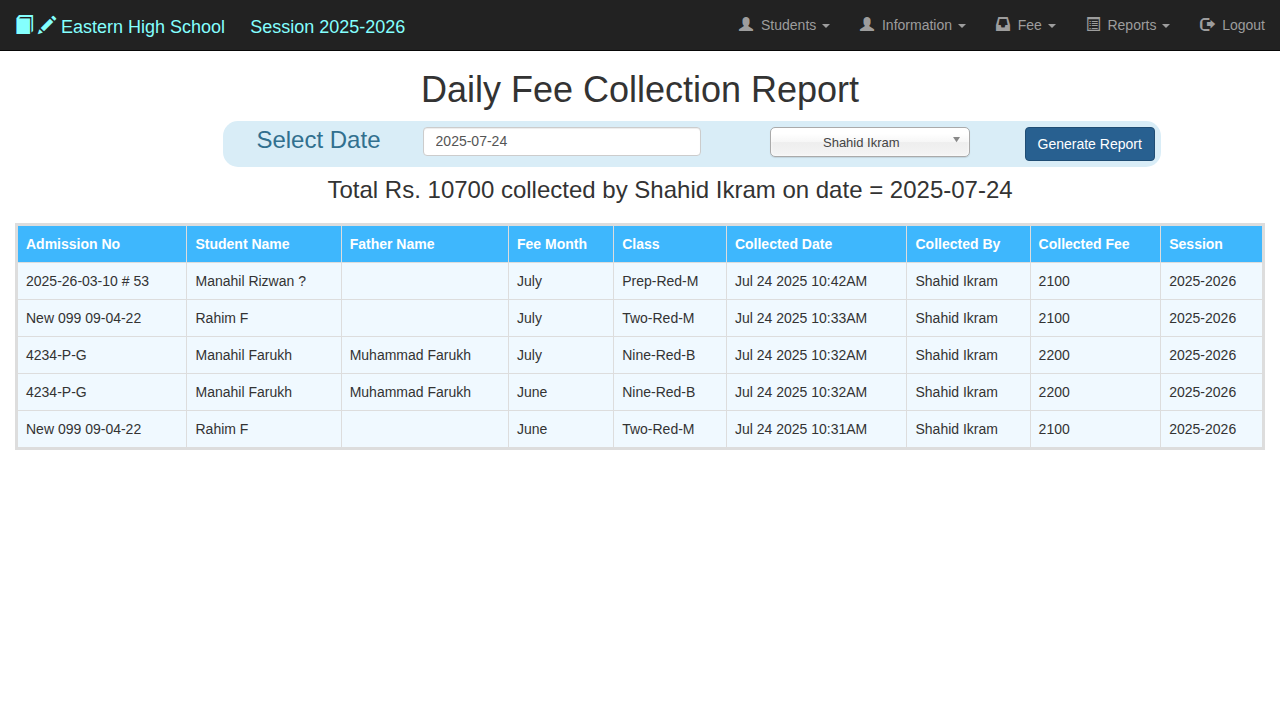 Eastern High School Session 2025-2026 Students Information Fee Reports Logout
Daily Fee Collection Report
Select Date 2025-07-24 Shahid Ikram Generate Report
Total Rs. 10700 collected by Shahid Ikram on date = 2025-07-24
Admission No Student Name Father Name Fee Month Class Collected Date Collected By Collected Fee Session
2025-26-03-10 # 53 Manahil Rizwan ? July Prep-Red-M Jul 24 2025 10:42AM Shahid Ikram 2100 2025-2026
New 099 09-04-22 Rahim F July Two-Red-M Jul 24 2025 10:33AM Shahid Ikram 2100 2025-2026
4234-P-G Manahil Farukh Muhammad Farukh July Nine-Red-B Jul 24 2025 10:32AM Shahid Ikram 2200 2025-2026
4234-P-G Manahil Farukh Muhammad Farukh June Nine-Red-B Jul 24 2025 10:32AM Shahid Ikram 2200 2025-2026
New 099 09-04-22 Rahim F June Two-Red-M Jul 24 2025 10:31AM Shahid Ikram 2100 2025-2026